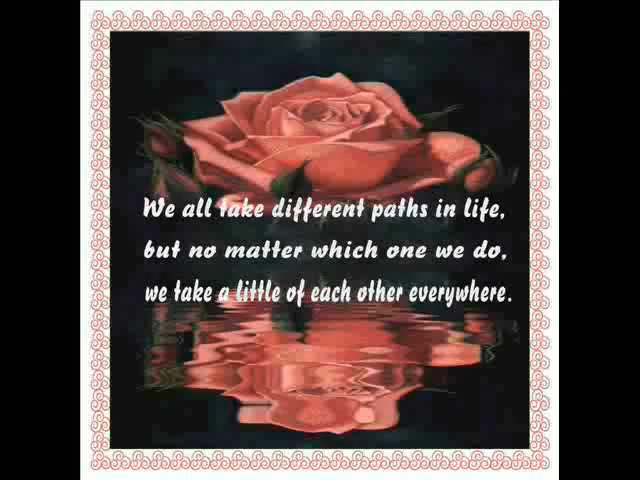 We all take different paths in life,
but no matter which one we do,
we take a little of each other everywhere.